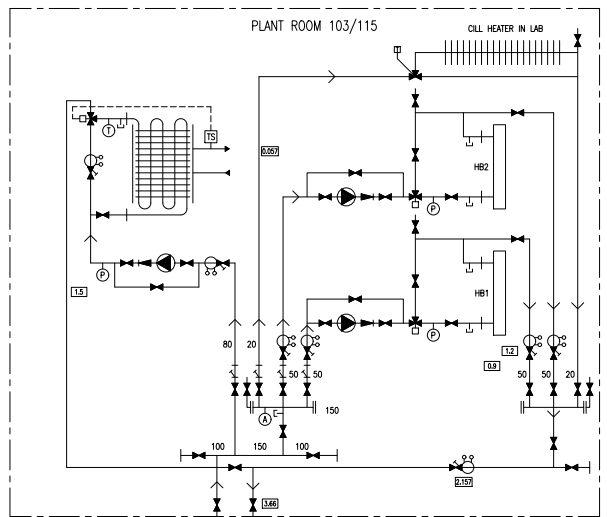 PLANT ROOM 103/115
CILL HEATER IN LAB
T
T
TS
0.057
HB2
P
P
HB1
P
1.5
80
20
50
50
1.2
0.9
50
50
20
150
A
100
150
100
2.157
3.66